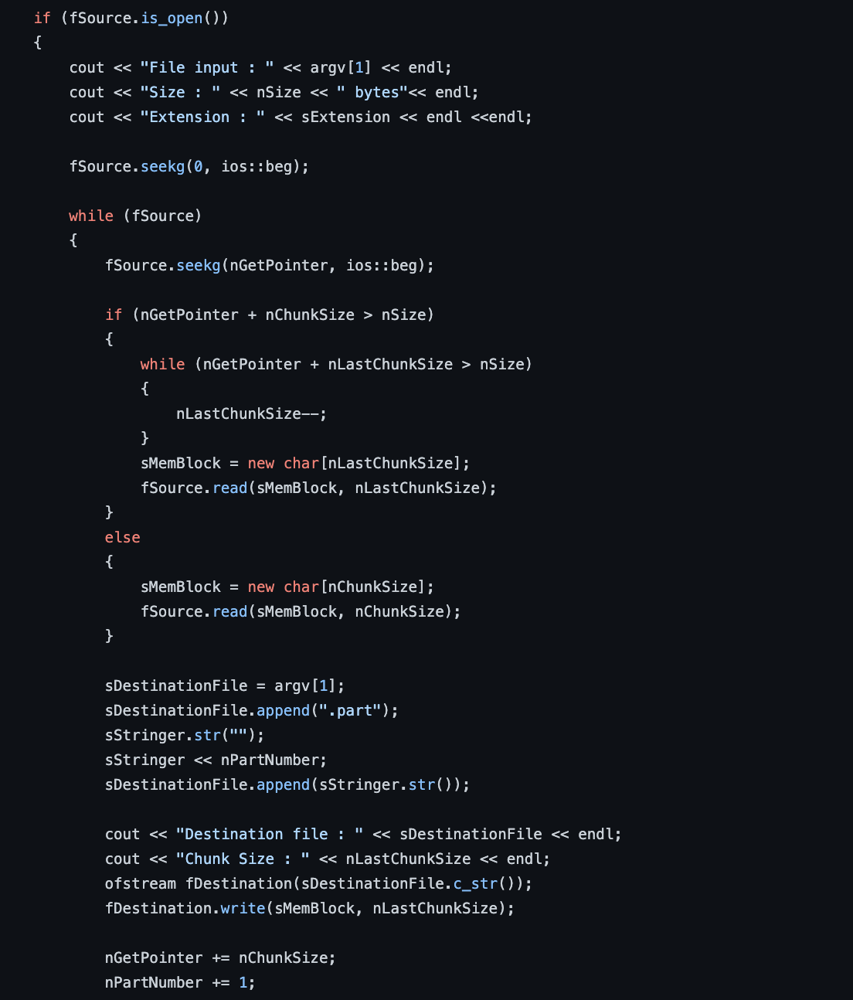 if (fSource.is_open())
{
    cout << "File input : " << argv[1] << endl;
    cout << "Size : " << nSize << " bytes"<< endl;
    cout << "Extension : " << sExtension << endl <<endl;

    fSource.seekg(0, ios::beg);

    while (fSource)
    {
        fSource.seekg(nGetPointer, ios::beg);

        if (nGetPointer + nChunkSize > nSize)
        {
            while (nGetPointer + nLastChunkSize > nSize)
            {
                nLastChunkSize--;
            }
            sMemBlock = new char[nLastChunkSize];
            fSource.read(sMemBlock, nLastChunkSize);
        }
        else
        {
            sMemBlock = new char[nChunkSize];
            fSource.read(sMemBlock, nChunkSize);
        }

        sDestinationFile = argv[1];
        sDestinationFile.append(".part");
        sStringer.str("");
        sStringer << nPartNumber;
        sDestinationFile.append(sStringer.str());

        cout << "Destination file : " << sDestinationFile << endl;
        cout << "Chunk Size : " << nLastChunkSize << endl;
        ofstream fDestination(sDestinationFile.c_str());
        fDestination.write(sMemBlock, nLastChunkSize);

        nGetPointer += nChunkSize;
        nPartNumber += 1;